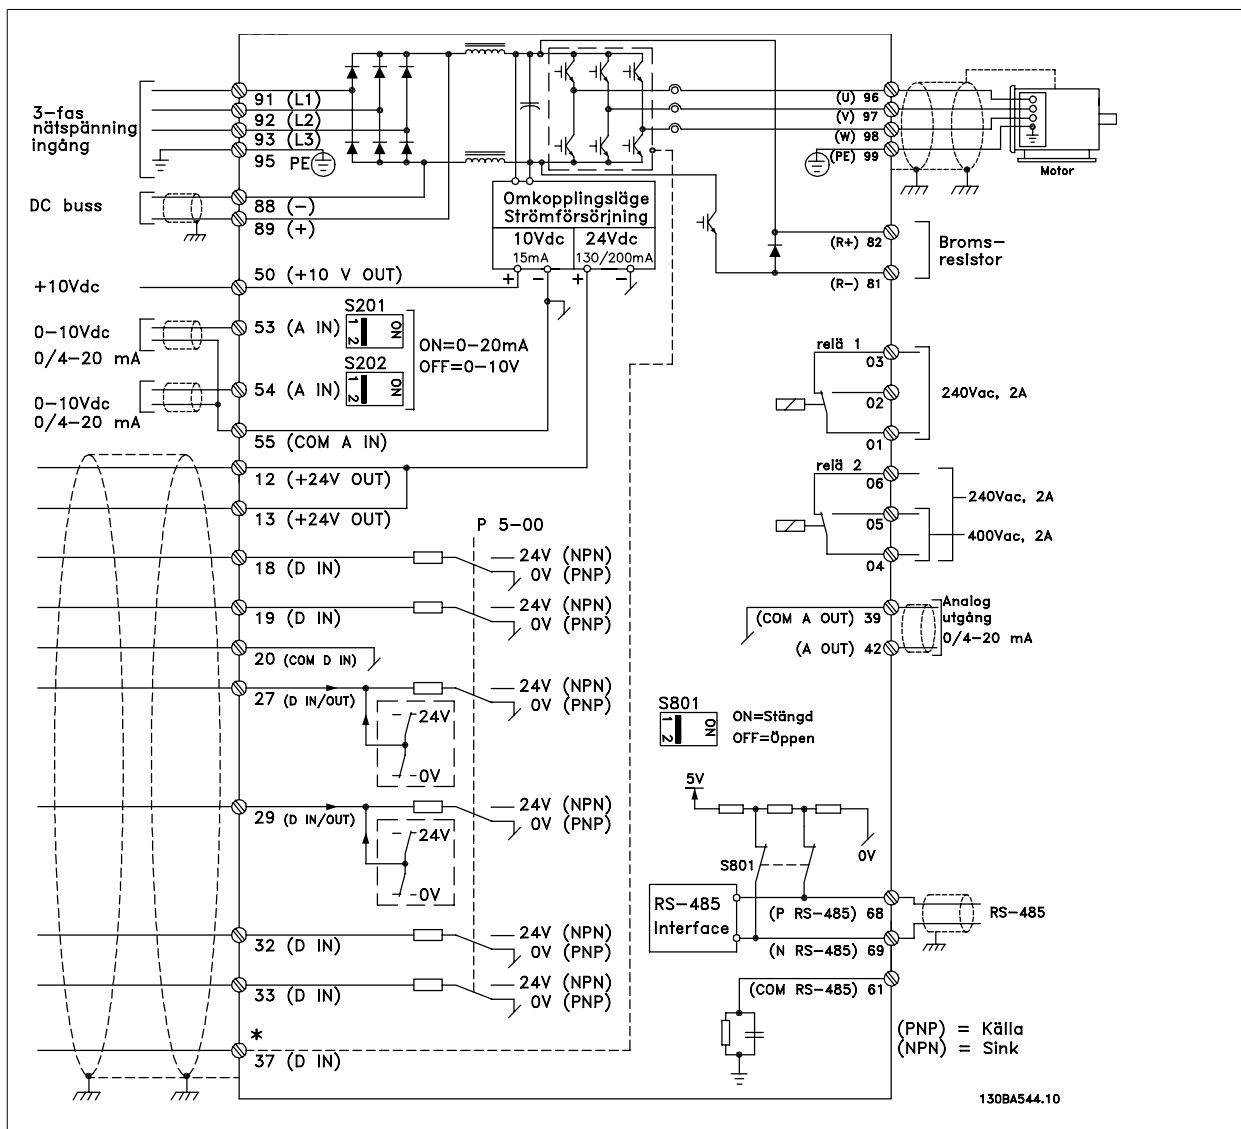 3-fas
nätspänning
ingång
91 (L1)
92 (L2)
93 (L3)
95 PE
DC buss
88 (-)
89 (+)
+10Vdc
50 (+10 V OUT)
0-10Vdc
0/4-20 mA
53 (A IN)
S201
1 2
ON
ON=0-20mA
OFF=0-10V
S202
1 2
ON
0-10Vdc
0/4-20 mA
54 (A IN)
55 (COM A IN)
12 (+24V OUT)
13 (+24V OUT)
P 5-00
18 (D IN)
24V (NPN)
0V (PNP)
19 (D IN)
24V (NPN)
0V (PNP)
20 (COM D IN)
27 (D IN/OUT)
24V (NPN)
0V (PNP)
24V
0V
29 (D IN/OUT)
24V (NPN)
0V (PNP)
24V
0V
32 (D IN)
24V (NPN)
0V (PNP)
33 (D IN)
24V (NPN)
0V (PNP)
*
37 (D IN)
Omkopplingsläge
Strömförsörjning
10Vdc
15mA
24Vdc
130/200mA
+ - + -
(U) 96
(V) 97
(W) 98
(PE) 99
Motor
(R+) 82
(R-) 81
Broms-
resistor
relä 1
03
02
01
240Vac, 2A
relä 2
06
05
04
240Vac, 2A
400Vac, 2A
(COM A OUT) 39
(A OUT) 42
Analog
utgång
0/4-20 mA
S801
1 2
ON
ON=Stängd
OFF=Öppen
5V
0V
S801
RS-485
Interface
(P RS-485) 68
(N RS-485) 69
RS-485
(COM RS-485) 61
(PNP) = Källa
(NPN) = Sink
130BA544.10